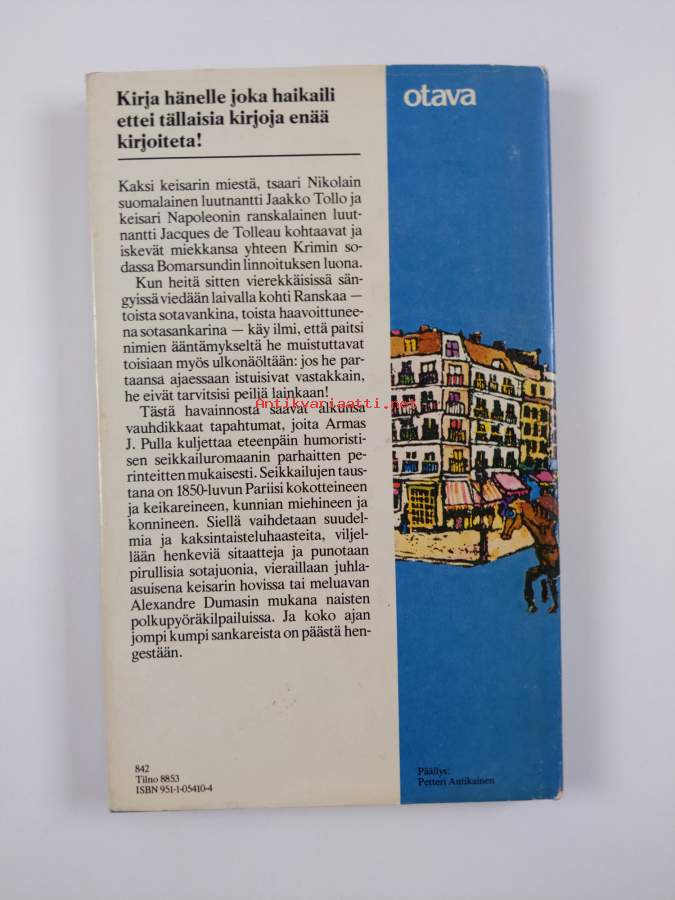 Kirja hänelle joka haikaili
ettei tällaisia kirjoja enää
kirjoiteta!
otava
Kaksi keisarin miestä, tsaari Nikolain
suomalainen luutnantti Jaakko Tollo ja
keisari Napoleonin ranskalainen luut-
nantti Jacques de Tolleau kohtaavat ja
iskevät miekkansa yhteen Krimin so-
dassa Bomarsundin linnoituksen luona.
Kun heitä sitten vierekkäisissä sän-
gyissä viedään laivalla kohti Ranskaa —
toista sotavankina, toista haavoittunee-
na sotasankarina — käy ilmi, että paitsi
nimien ääntämykseltä he muistuttavat
toisiaan myös ulkonäöltään: jos he par-
taansa ajaessaan istuisivat vastakkain,
he eivät tarvitsisi peiliä lainkaan!
Tästä havainnosta saavat alkunsa
vauhdikkaat tapahtumat, joita Armas
J. Pulla kuljettaa eteenpäin humoristi-
sen seikkailuromaanin parhaitten pe-
rinteitten mukaisesti. Seikkailujen taus-
tana on 1850-luvun Pariisi kokotteineen
ja keikareineen, kunnian miehineen ja
konnineen. Siellä vaihdetaan suudel-
mia ja kaksintaisteluhaasteita, viljel-
lään henkeviä sitaatteja ja punotaan
pirullisia sotajuonia, vieraillaan juhla-
asuisena keisarin hovissa tai meluavan
Alexandre Dumasin mukana naisten
polkupyöräkilpailuissa. Ja koko ajan
jompi kumpi sankareista on päästä hen-
gestään.
Antikvariaatti.net
842
Tilno 8853
ISBN 951-1-05410-4
Päällys:
Petteri Antikainen